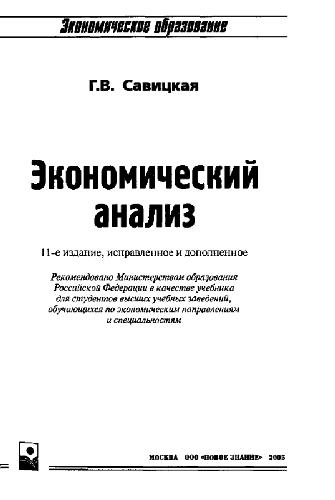 Экономическое образование
Г.В. Савицкая
Экономический
анализ
11-е издание, исправленное и дополненное
Рекомендовано Министерством образования
Российской Федерации в качестве учебника
для студентов высших учебных заведений,
обучающихся по экономическим направлениям
и специальностям
МОСКВА ООО «НОВОЕ ЗНАНИЕ» 2005